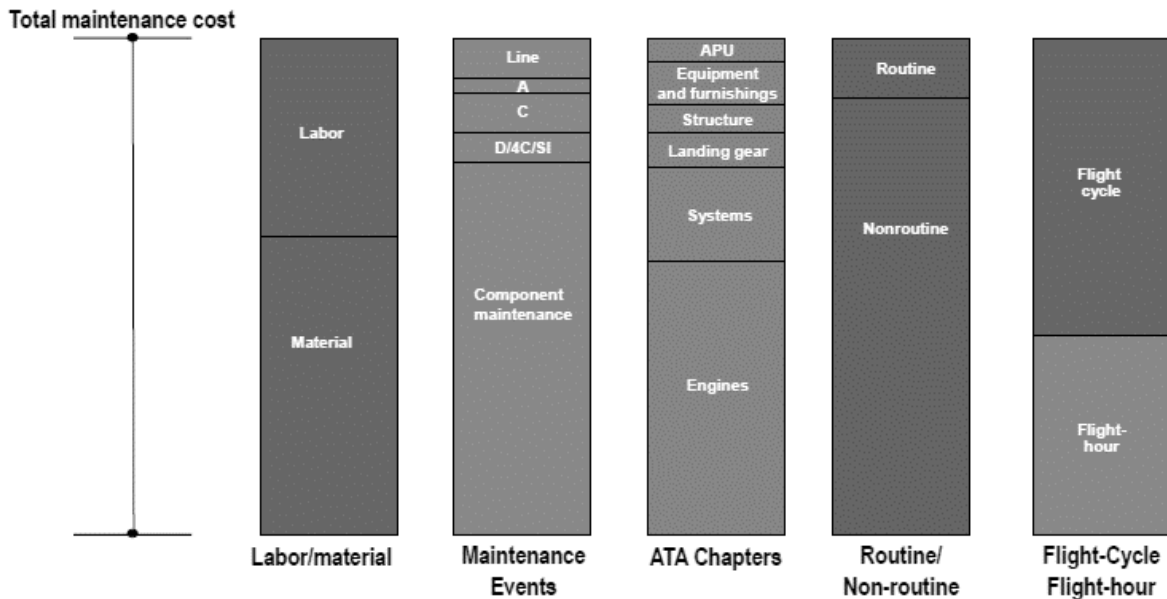 Total maintenance cost
Labor
Material
Labor/material
Line
A
C
D/4C/SI
Component
maintenance
Maintenance
Events
APU
Equipment
and furnishings
Structure
Landing gear
Systems
Engines
ATA Chapters
Routine
Nonroutine
Routine/
Non-routine
Flight
cycle
Flight-
hour
Flight-Cycle
Flight-hour